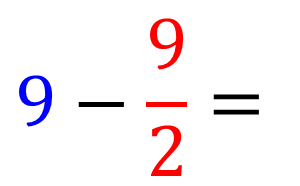 9 − 9/2 =